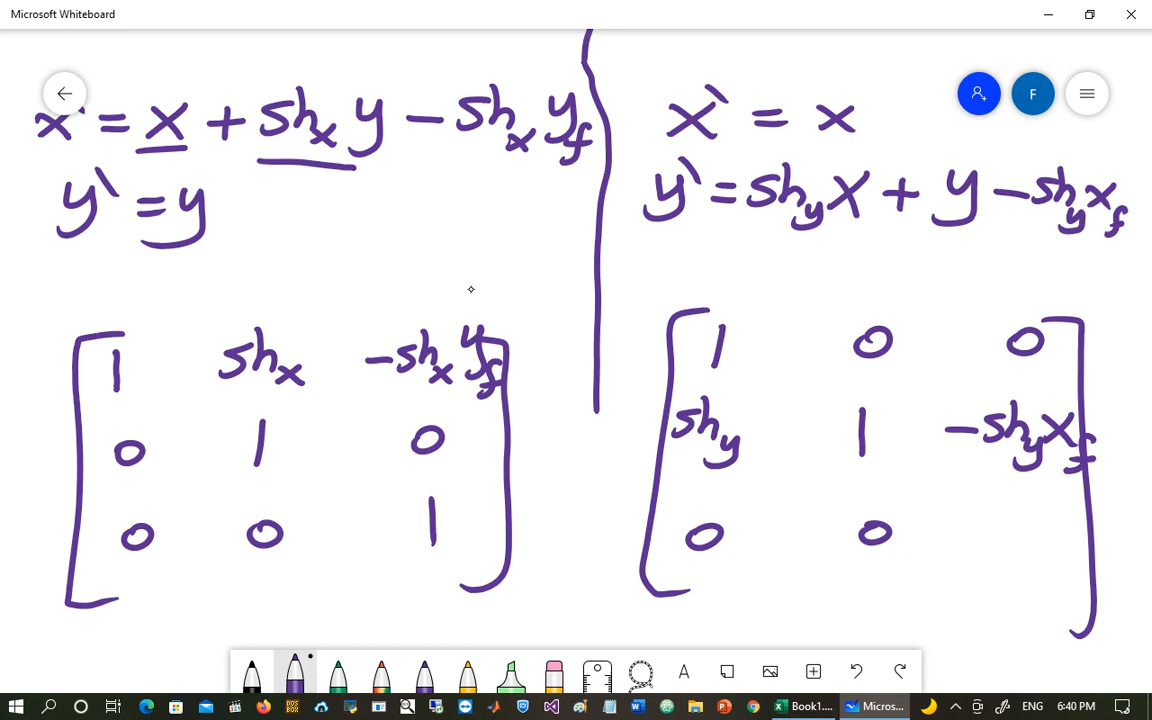 Microsoft Whiteboard
x` = x + shx y - shx yf
y` = y
1 shx -shx yf
0 1 0
0 0 1
x` = x
y` = shy x + y - shy xf
1 0 0
shy 1 -shy xf
0 0
F
A
Book1....
Micros...
ENG
6:40 PM